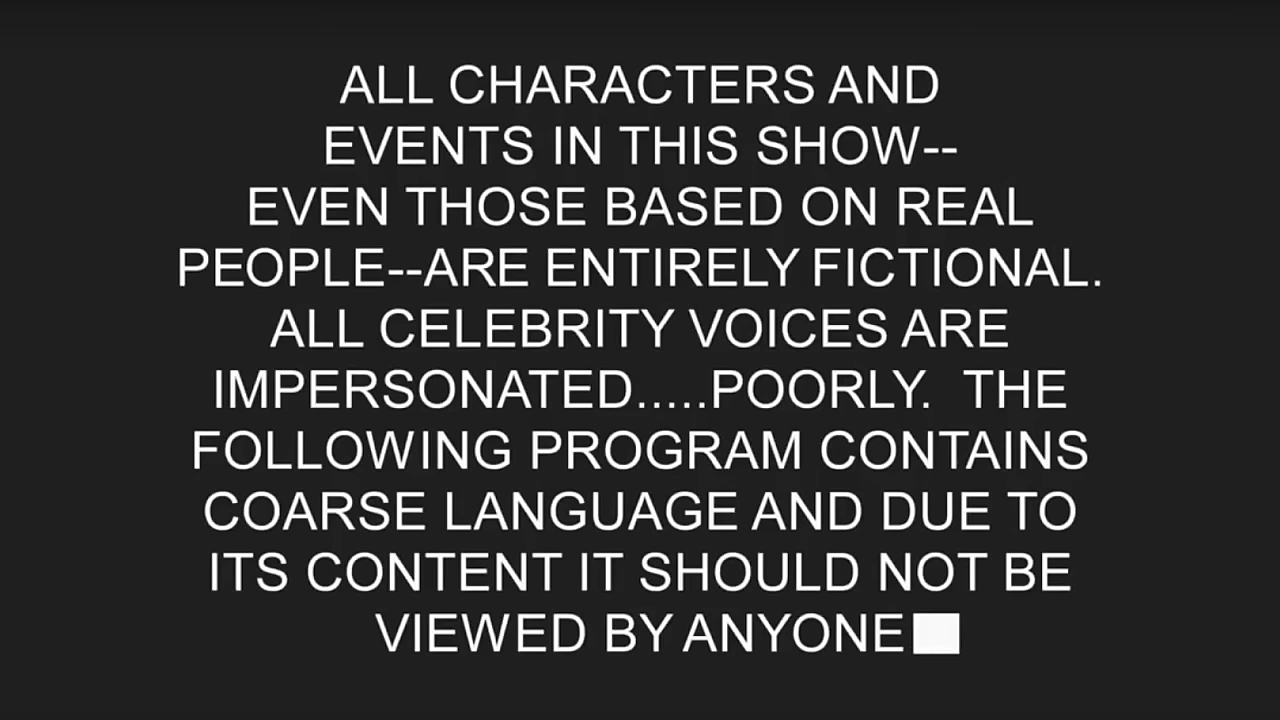 ALL CHARACTERS AND
EVENTS IN THIS SHOW--
EVEN THOSE BASED ON REAL
PEOPLE--ARE ENTIRELY FICTIONAL.
ALL CELEBRITY VOICES ARE
IMPERSONATED.....POORLY.  THE
FOLLOWING PROGRAM CONTAINS
COARSE LANGUAGE AND DUE TO
ITS CONTENT IT SHOULD NOT BE
VIEWED BY ANYONE